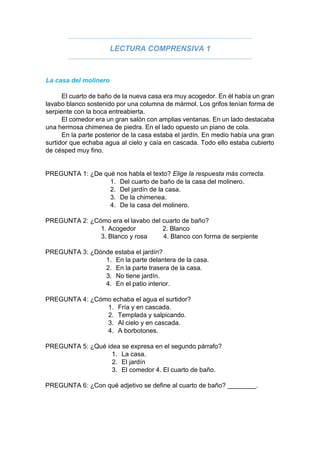 LECTURA COMPRENSIVA 1
La casa del molinero
El cuarto de baño de la nueva casa era muy acogedor. En él había un gran
lavabo blanco sostenido por una columna de mármol. Los grifos tenían forma de
serpiente con la boca entreabierta.
El comedor era un gran salón con amplias ventanas. En un lado destacaba
una hermosa chimenea de piedra. En el lado opuesto un piano de cola.
En la parte posterior de la casa estaba el jardín. En medio había una gran
surtidor que echaba agua al cielo y caía en cascada. Todo ello estaba cubierto
de césped muy fino.
PREGUNTA 1: ¿De qué nos habla el texto? Elige la respuesta más correcta.
1. Del cuarto de baño de la casa del molinero.
2. Del jardín de la casa.
3. De la chimenea.
4. De la casa del molinero.
PREGUNTA 2: ¿Cómo era el lavabo del cuarto de baño?
1. Acogedor 2. Blanco
3. Blanco y rosa 4. Blanco con forma de serpiente
PREGUNTA 3: ¿Dónde estaba el jardín?
1. En la parte delantera de la casa.
2. En la parte trasera de la casa.
3. No tiene jardín.
4. En el patio interior.
PREGUNTA 4: ¿Cómo echaba el agua el surtidor?
1. Fría y en cascada.
2. Templada y salpicando.
3. Al cielo y en cascada.
4. A borbotones.
PREGUNTA 5: ¿Qué idea se expresa en el segundo párrafo?
1. La casa.
2. El jardín
3. El comedor 4. El cuarto de baño.
PREGUNTA 6: ¿Con qué adjetivo se define al cuarto de baño? ________.